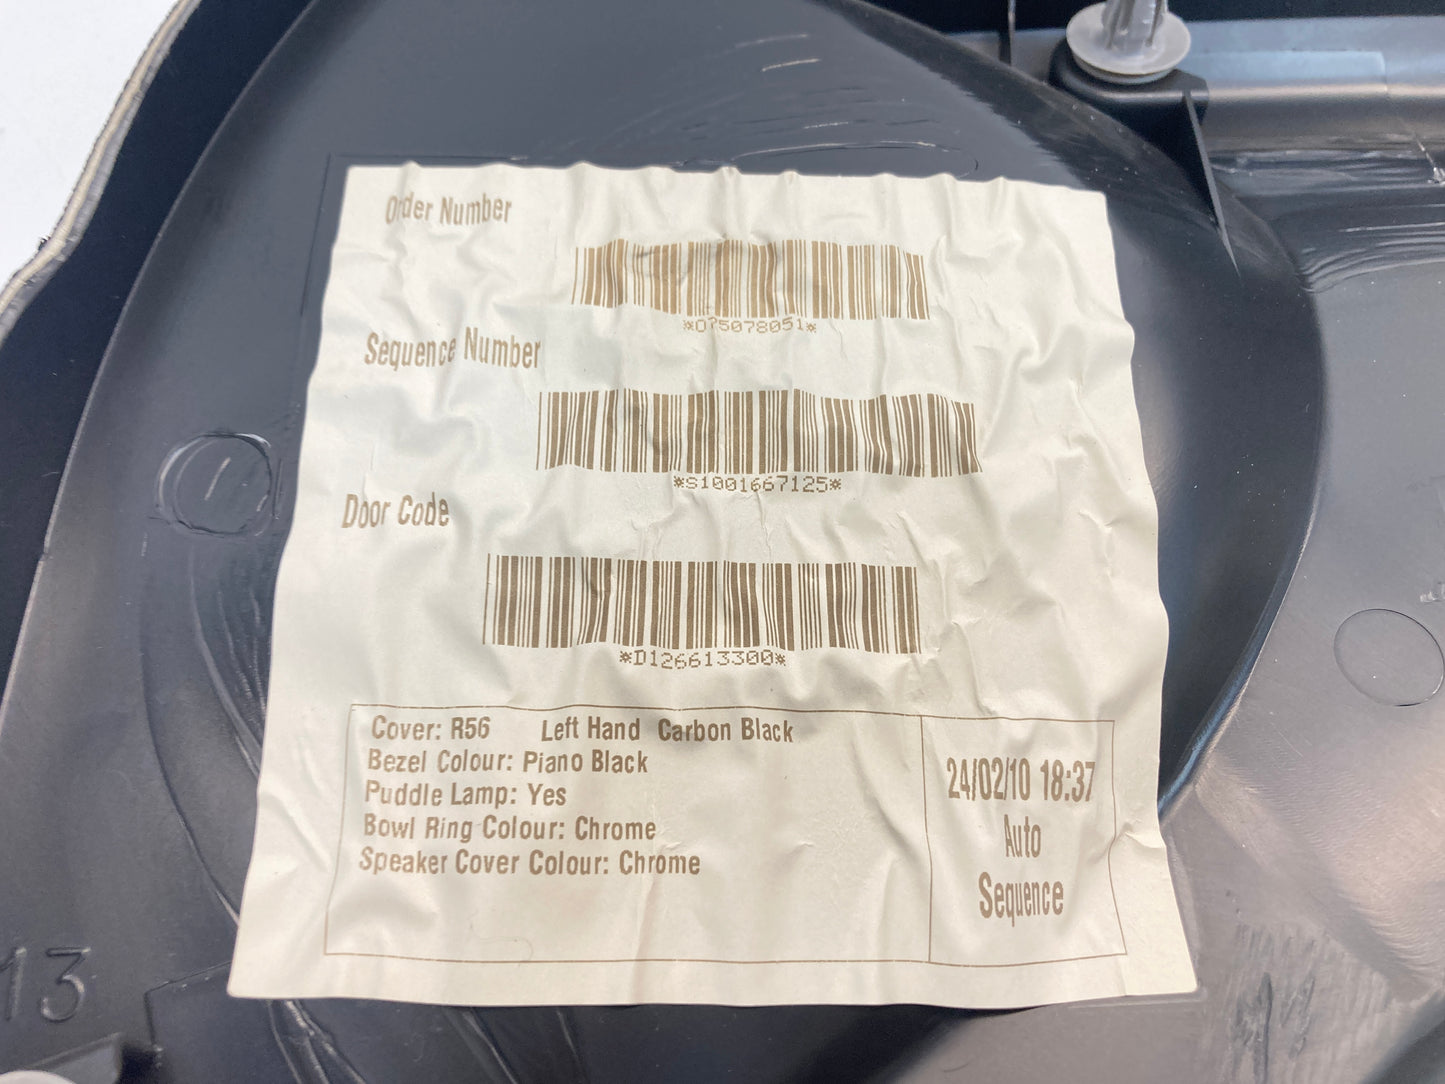 Order Number
*O75078051*
Sequence Number
*S1001667125*
Door Code
*D126613300*
Cover: R56 Left Hand Carbon Black
Bezel Colour: Piano Black
Puddle Lamp: Yes
Bowl Ring Colour: Chrome
Speaker Cover Colour: Chrome
24/02/10 18:37
Auto
Sequence
13